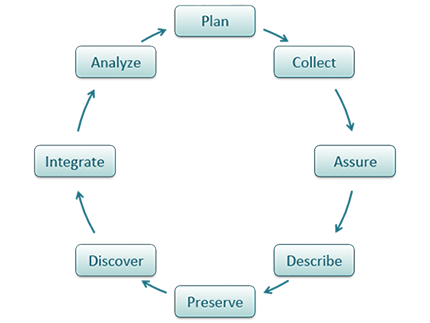 Plan
Collect
Assure
Describe
Preserve
Discover
Integrate
Analyze